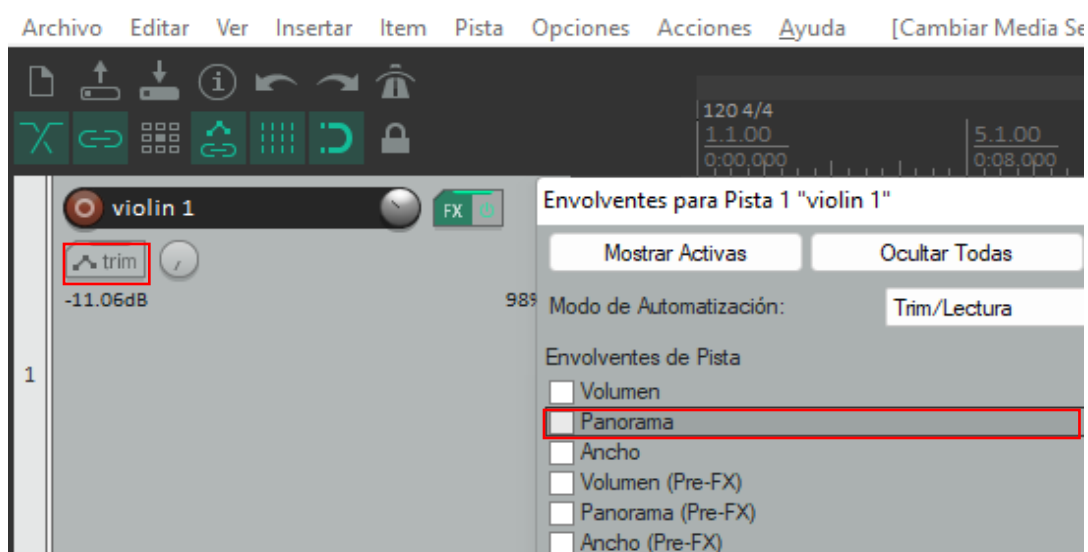 Archivo Editar Ver Insertar Item Pista Opciones Acciones Ayuda [Cambiar Media Se
120 4/4
1.1.00 5.1.00
0:00.000 0:08.000
violin 1 FX
Envolventes para Pista 1 "violin 1"
trim
Mostrar Activas Ocultar Todas
-11.06dB 98%
Modo de Automatización: Trim/Lectura
Envolventes de Pista
1
Volumen
Panorama
Ancho
Volumen (Pre-FX)
Panorama (Pre-FX)
Ancho (Pre-FX)